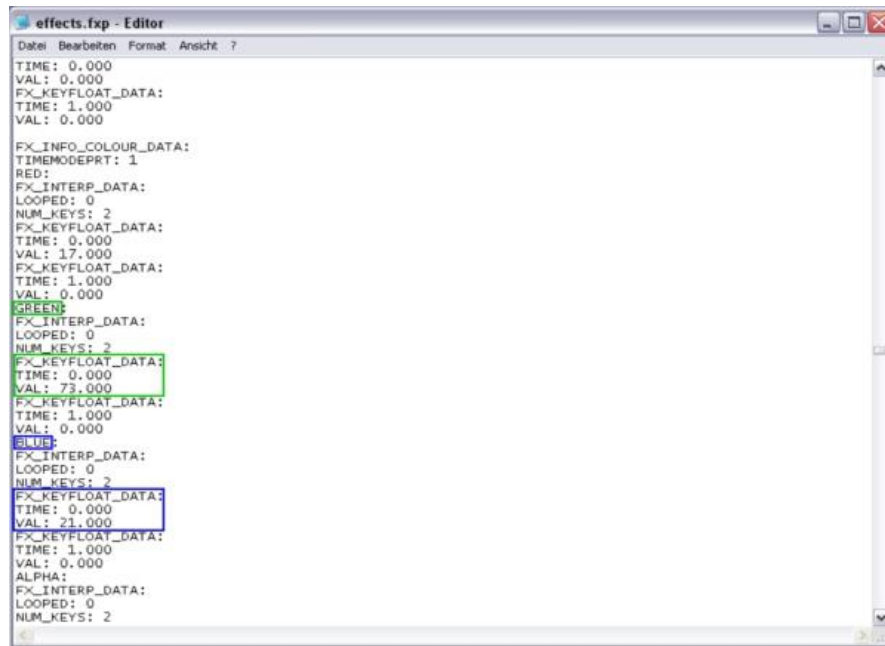 effects.fxp - Editor
Datei Bearbeiten Format Ansicht ?
TIME: 0.000
VAL: 0.000
FX_KEYFLOAT_DATA:
TIME: 1.000
VAL: 0.000
FX_INFO_COLOUR_DATA:
TIMEMODEPRT: 1
RED:
FX_INTERP_DATA:
LOOPED: 0
NUM_KEYS: 2
FX_KEYFLOAT_DATA:
TIME: 0.000
VAL: 17.000
FX_KEYFLOAT_DATA:
TIME: 1.000
VAL: 0.000
GREEN:
FX_INTERP_DATA:
LOOPED: 0
NUM_KEYS: 2
FX_KEYFLOAT_DATA:
TIME: 0.000
VAL: 73.000
FX_KEYFLOAT_DATA:
TIME: 1.000
VAL: 0.000
BLUE:
FX_INTERP_DATA:
LOOPED: 0
NUM_KEYS: 2
FX_KEYFLOAT_DATA:
TIME: 0.000
VAL: 21.000
FX_KEYFLOAT_DATA:
TIME: 1.000
VAL: 0.000
ALPHA:
FX_INTERP_DATA:
LOOPED: 0
NUM_KEYS: 2